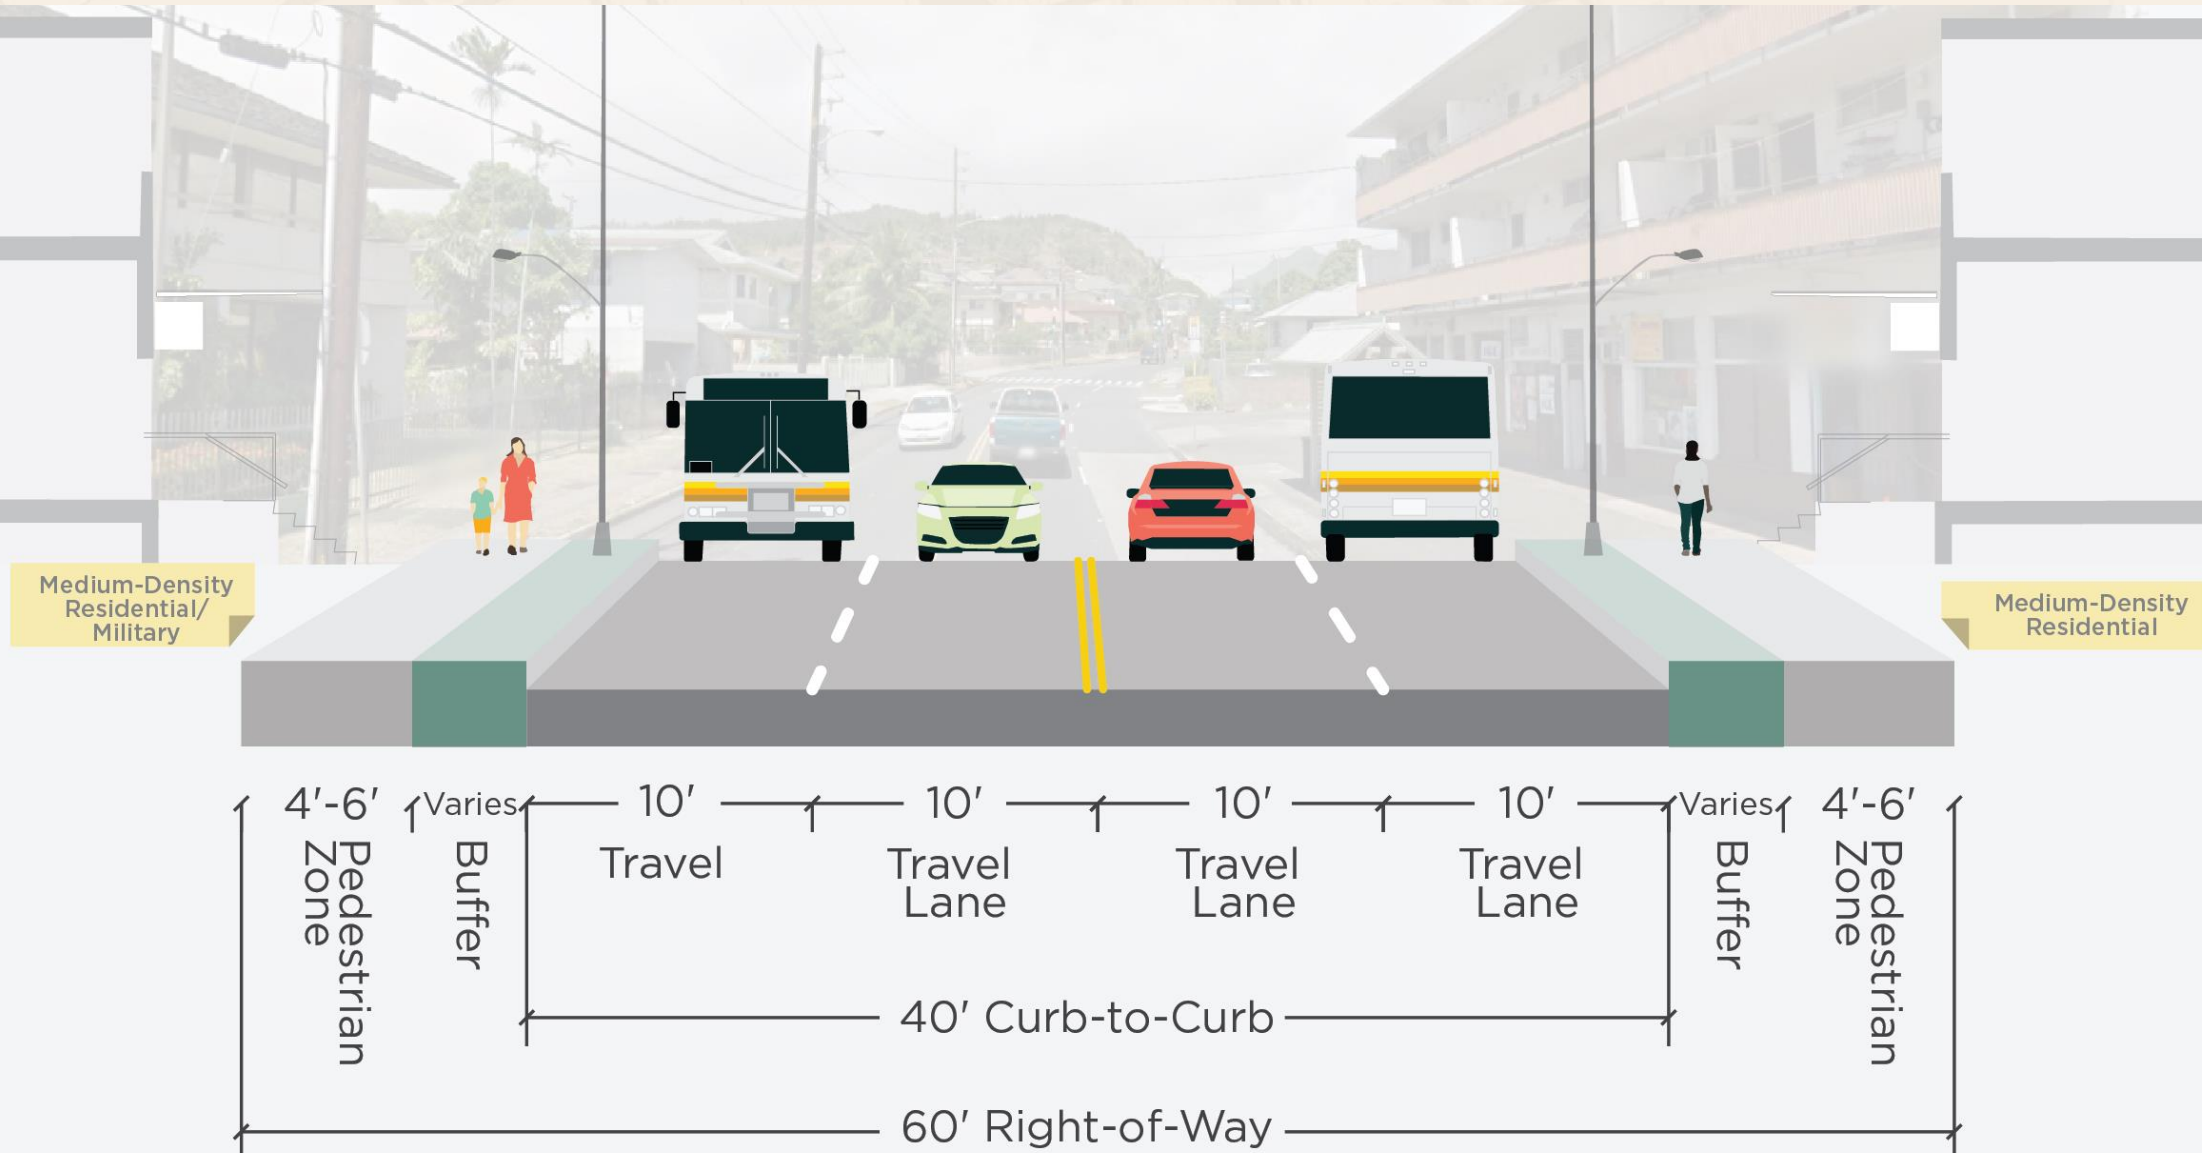 Medium-Density
Residential/
Military
Medium-Density
Residential
4'-6'
Varies
10'
10'
10'
10'
Varies
4'-6'
Pedestrian
Zone
Buffer
Travel
Travel
Lane
Travel
Lane
Travel
Lane
Buffer
Pedestrian
Zone
40' Curb-to-Curb
60' Right-of-Way